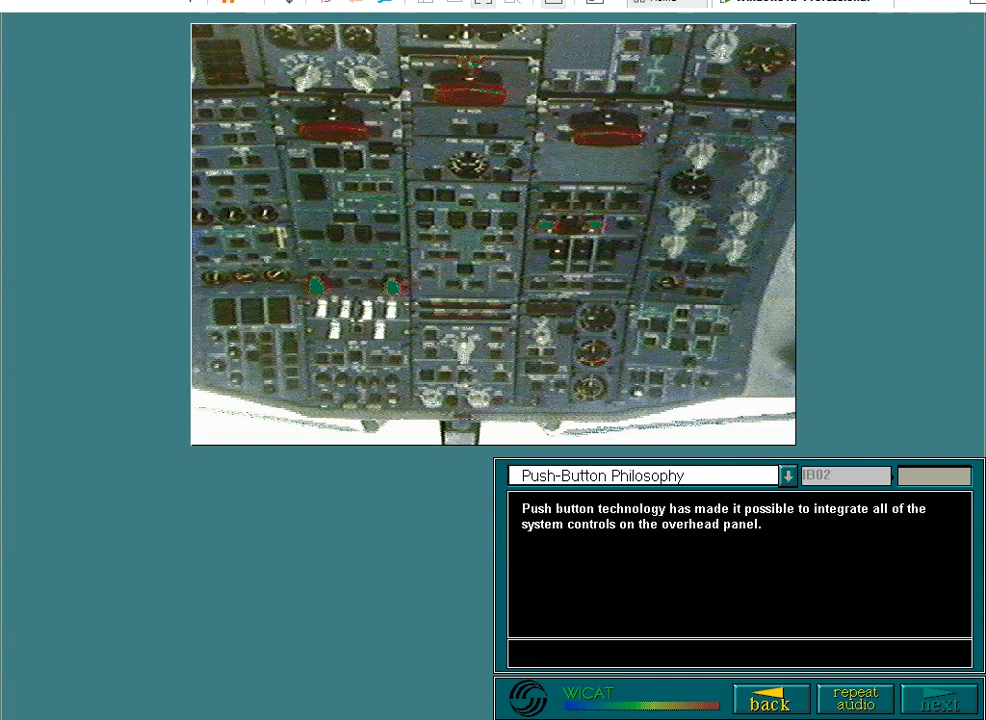 Push-Button Philosophy
IB02
Push button technology has made it possible to integrate all of the
system controls on the overhead panel.
WICAT
back
repeat
audio
next